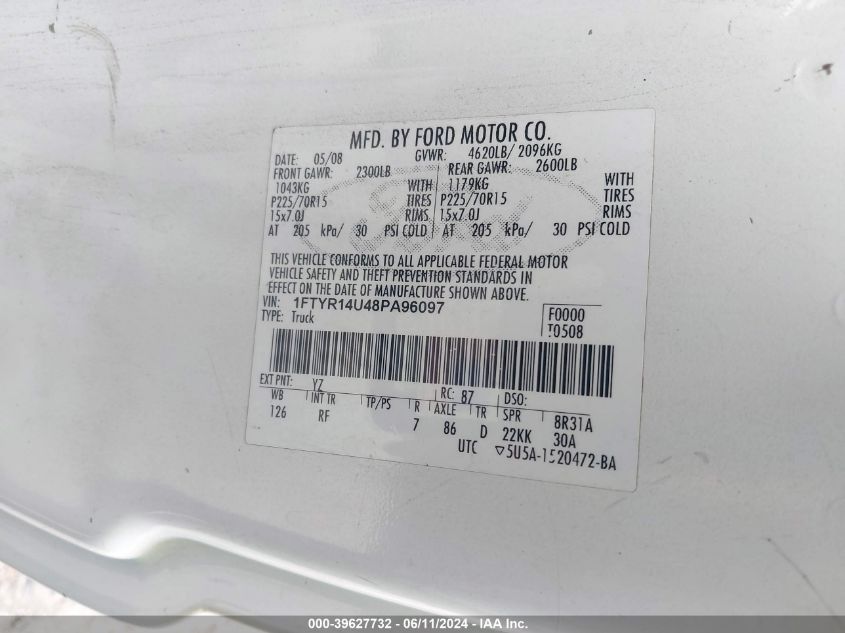 MFD. BY FORD MOTOR CO.
DATE: 05/08 GVWR: 4620LB/ 2096KG
FRONT GAWR: 2300LB REAR GAWR: 2600LB
1043KG WITH 1179KG WITH
P225/70R15 TIRES P225/70R15 TIRES
15x7.0J RIMS 15x7.0J RIMS
AT 205 kPa/ 30 PSI COLD AT 205 kPa/ 30 PSI COLD
THIS VEHICLE CONFORMS TO ALL APPLICABLE FEDERAL MOTOR
VEHICLE SAFETY AND THEFT PREVENTION STANDARDS IN
EFFECT ON THE DATE OF MANUFACTURE SHOWN ABOVE.
VIN: 1FTYR14U48PA96097 F0000
TYPE: Truck T0508
EXT PNT: YZ RC: 87 DSO:
WB INT TR TP/PS R AXLE TR SPR 8R31A
126 RF 7 86 D 22KK 30A
UTC ▽5U5A-1520472-BA
Ford
000-39627732 - 06/11/2024 - IAA Inc.